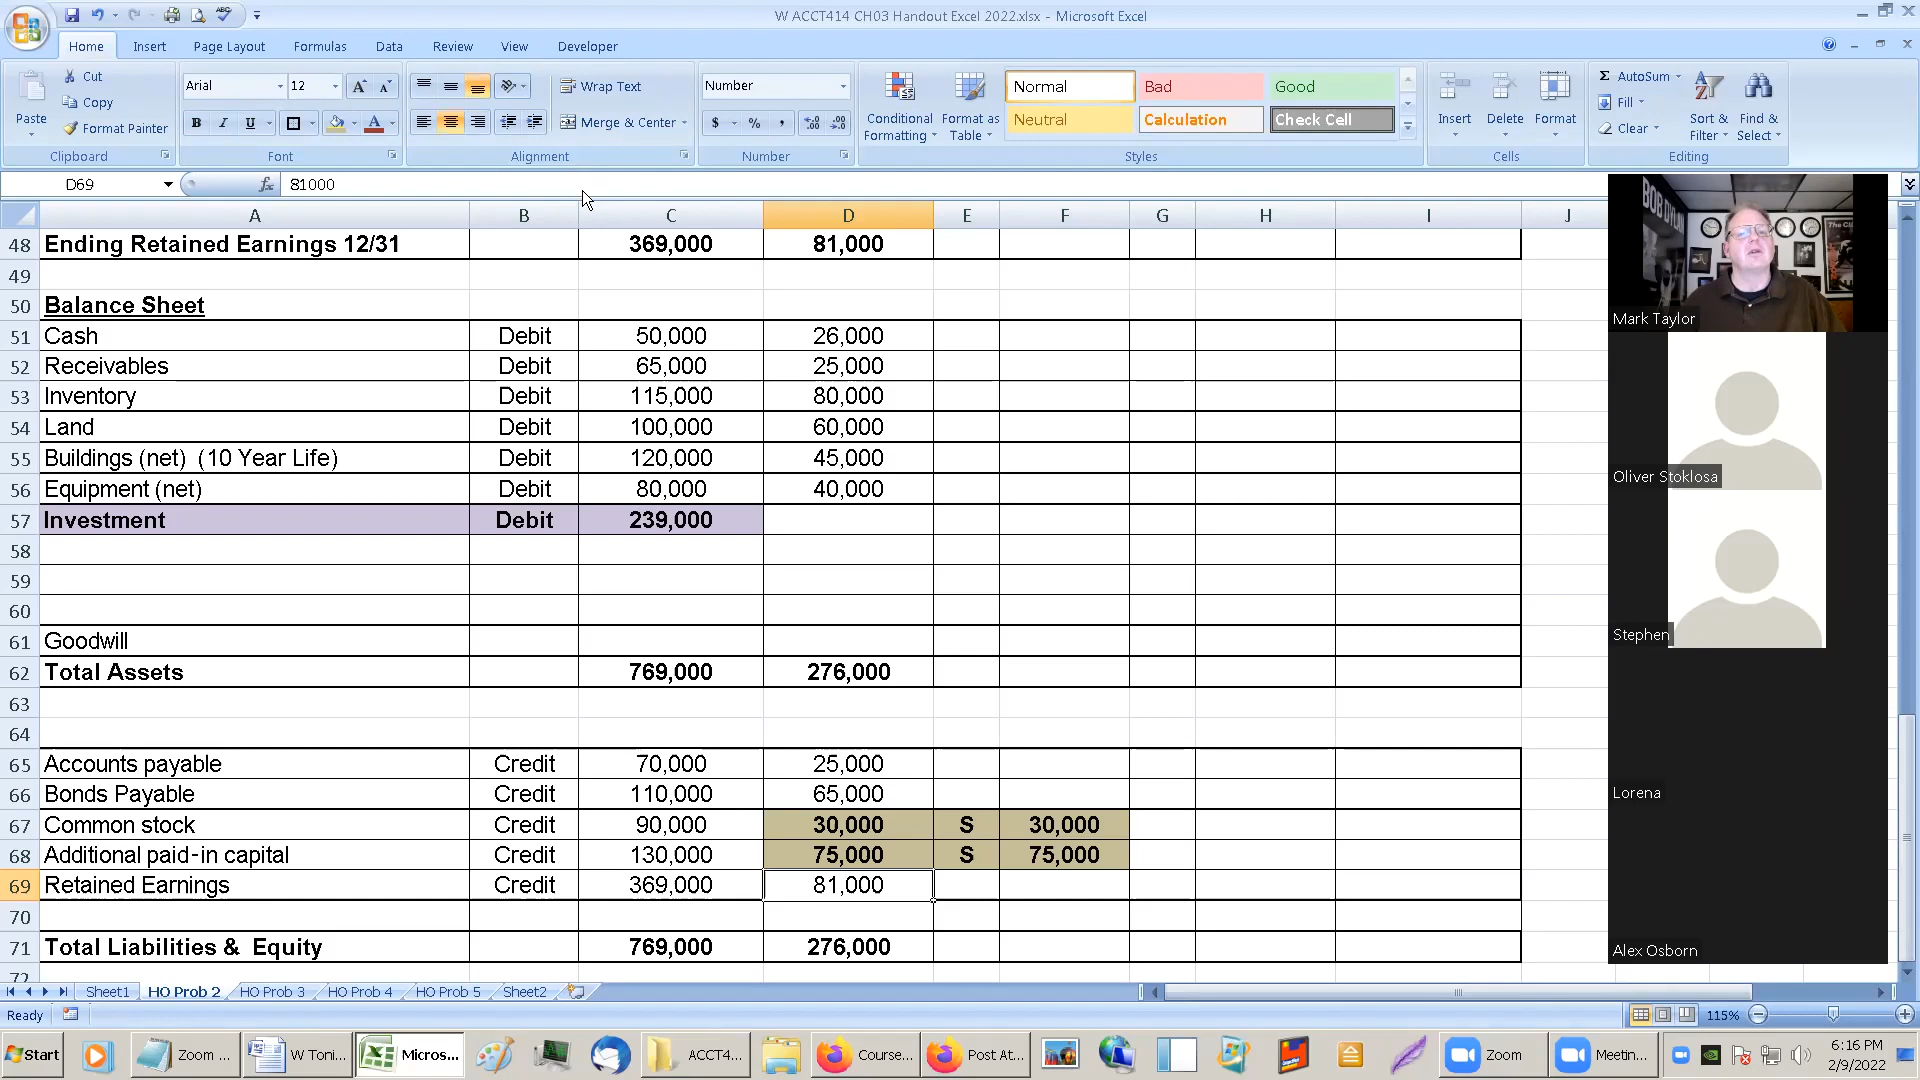 W ACCT414 CH03 Handout Excel 2022.xlsx - Microsoft Excel
Home Insert Page Layout Formulas Data Review View Developer
Paste Cut Copy Format Painter Clipboard
Arial 12 B I U Font
Wrap Text Merge & Center Alignment
Number $ % , Number
Conditional Formatting Format as Table
Normal Bad Good
Neutral Calculation Check Cell
Styles
Insert Delete Format Cells
Σ AutoSum Fill Clear Sort & Filter Find & Select Editing
D69 fx 81000
A B C D E F G H I J
48 Ending Retained Earnings 12/31 369,000 81,000
49
50 Balance Sheet
51 Cash Debit 50,000 26,000
52 Receivables Debit 65,000 25,000
53 Inventory Debit 115,000 80,000
54 Land Debit 100,000 60,000
55 Buildings (net) (10 Year Life) Debit 120,000 45,000
56 Equipment (net) Debit 80,000 40,000
57 Investment Debit 239,000
58
59
60
61 Goodwill
62 Total Assets 769,000 276,000
63
64
65 Accounts payable Credit 70,000 25,000
66 Bonds Payable Credit 110,000 65,000
67 Common stock Credit 90,000 30,000 S 30,000
68 Additional paid-in capital Credit 130,000 75,000 S 75,000
69 Retained Earnings Credit 369,000 81,000
70
71 Total Liabilities & Equity 769,000 276,000
72
BOB DYLAN
Mark Taylor
Oliver Stoklosa
Stephen
Lorena
Alex Osborn
Sheet1 HO Prob 2 HO Prob 3 HO Prob 4 HO Prob 5 Sheet2
Ready 115%
Start Zoom ... W Toni... Micros... ACCT4... Course... Post At... Zoom Meetin... 6:16 PM
2/9/2022